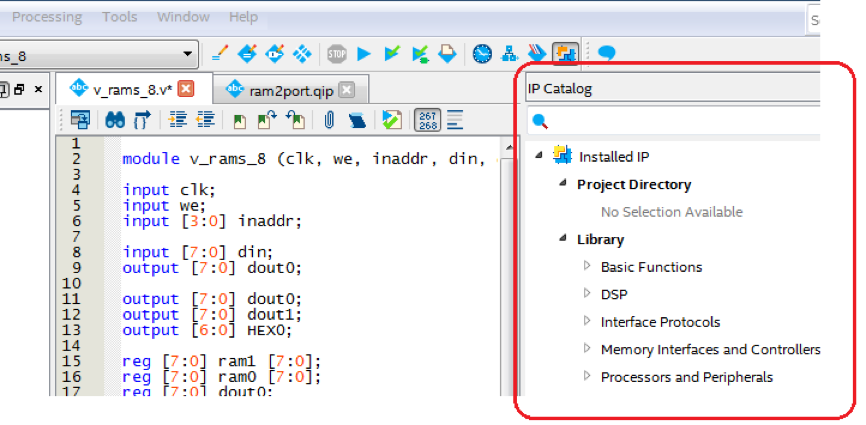 Processing Tools Window Help
ms_8
STOP
v_rams_8.v*
ram2port.qip
IP Catalog
267
268
1
2 module v_rams_8 (clk, we, inaddr, din,
3
4 input clk;
5 input we;
6 input [3:0] inaddr;
7
8 input [7:0] din;
9 output [7:0] dout0;
10
11 output [7:0] dout0;
12 output [7:0] dout1;
13 output [6:0] HEX0;
14
15 reg [7:0] ram1 [7:0];
16 reg [7:0] ram0 [7:0];
17 reg [7:0] dout0;
Installed IP
Project Directory
No Selection Available
Library
Basic Functions
DSP
Interface Protocols
Memory Interfaces and Controllers
Processors and Peripherals